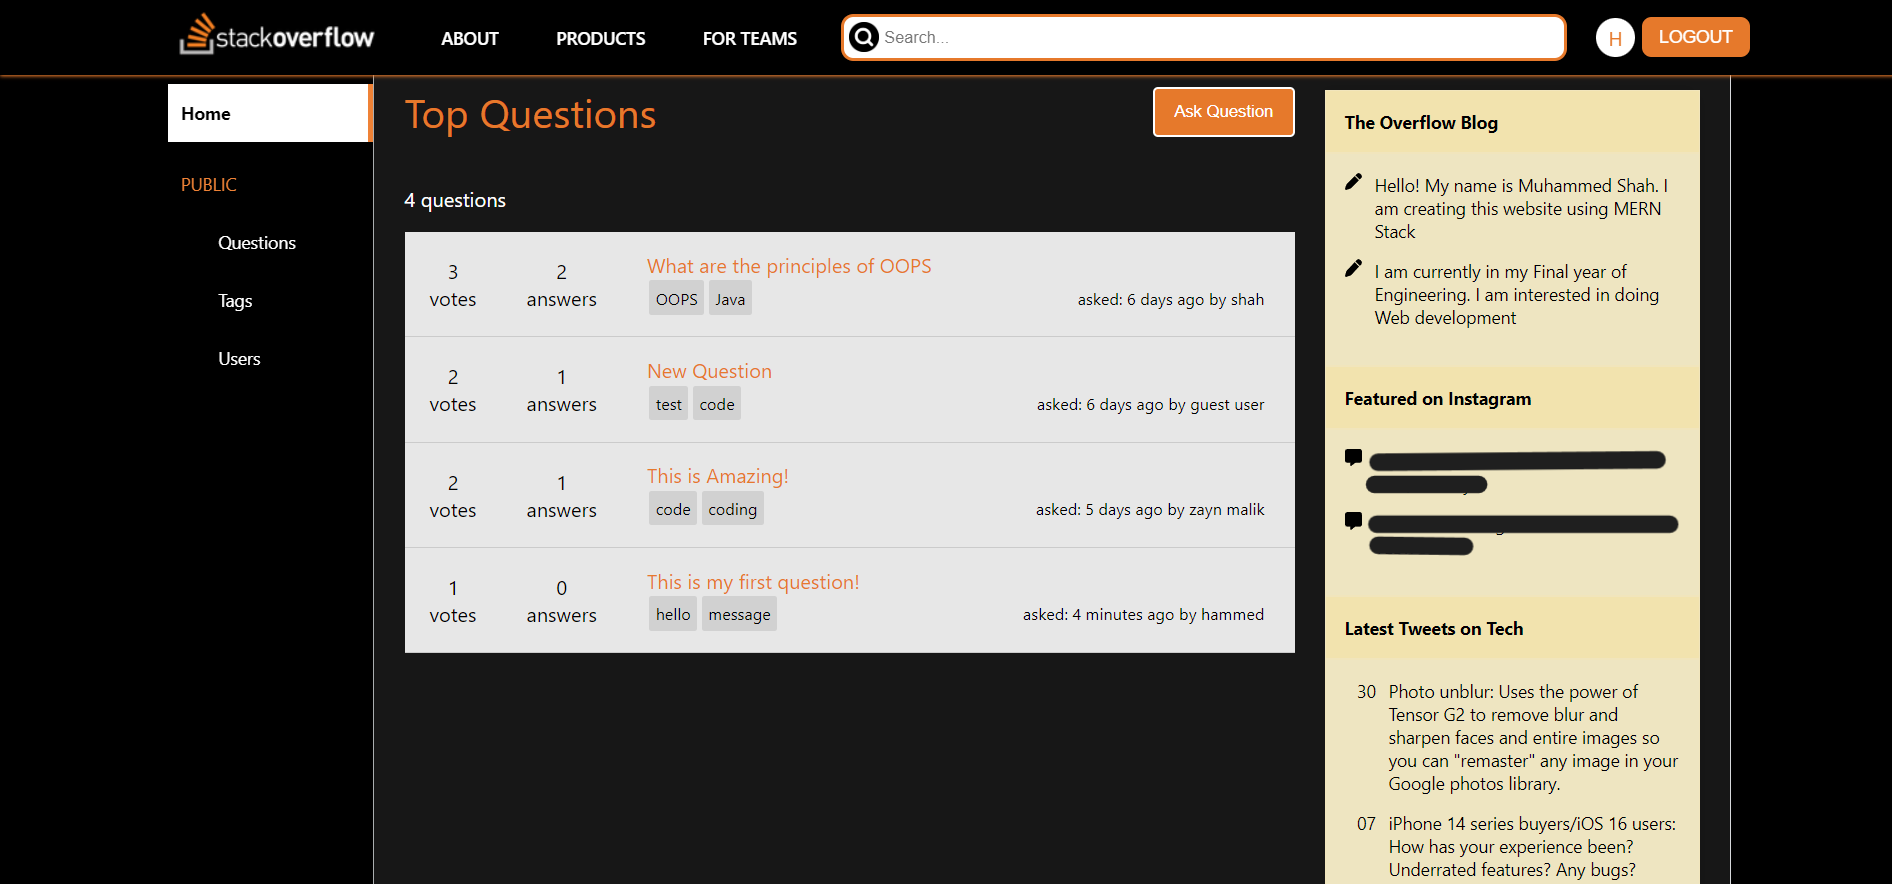 stackoverflow
ABOUT
PRODUCTS
FOR TEAMS
Search...
H
LOGOUT
Home
PUBLIC
Questions
Tags
Users
Top Questions
Ask Question
4 questions
3
votes
2
answers
What are the principles of OOPS
OOPS Java
asked: 6 days ago by shah
2
votes
1
answers
New Question
test code
asked: 6 days ago by guest user
2
votes
1
answers
This is Amazing!
code coding
asked: 5 days ago by zayn malik
1
votes
0
answers
This is my first question!
hello message
asked: 4 minutes ago by hammed
The Overflow Blog
Hello! My name is Muhammed Shah. I
am creating this website using MERN
Stack
I am currently in my Final year of
Engineering. I am interested in doing
Web development
Featured on Instagram
Latest Tweets on Tech
30 Photo unblur: Uses the power of
Tensor G2 to remove blur and
sharpen faces and entire images so
you can "remaster" any image in your
Google photos library.
07 iPhone 14 series buyers/iOS 16 users:
How has your experience been?
Underrated features? Any bugs?